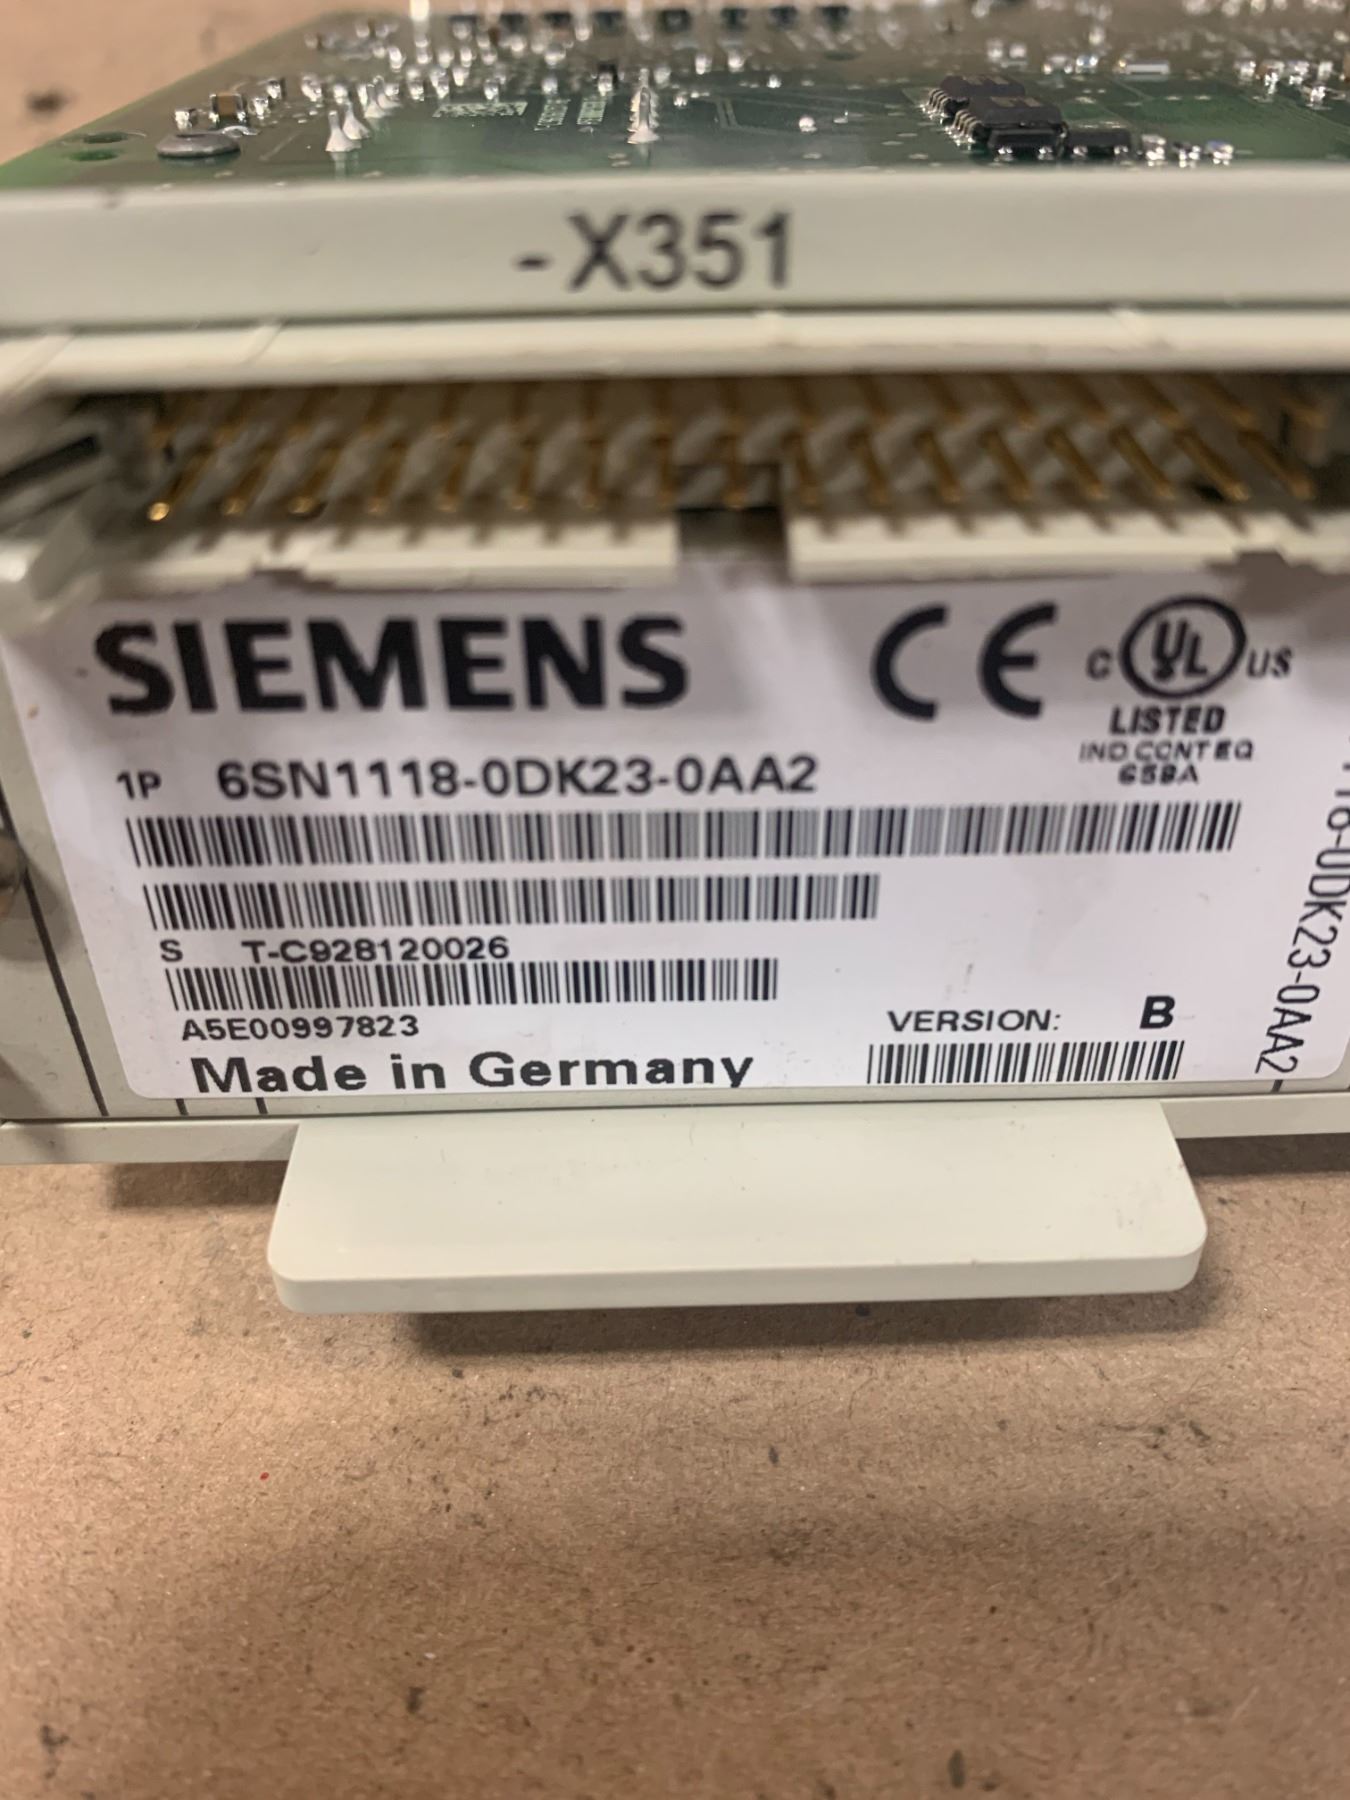 -X351
SIEMENS
CE
C UL US
LISTED
IND.CONT.EQ
658A
1P 6SN1118-0DK23-0AA2
S T-C928120026
A5E00997823
VERSION: B
Made in Germany
118-0DK23-0AA2